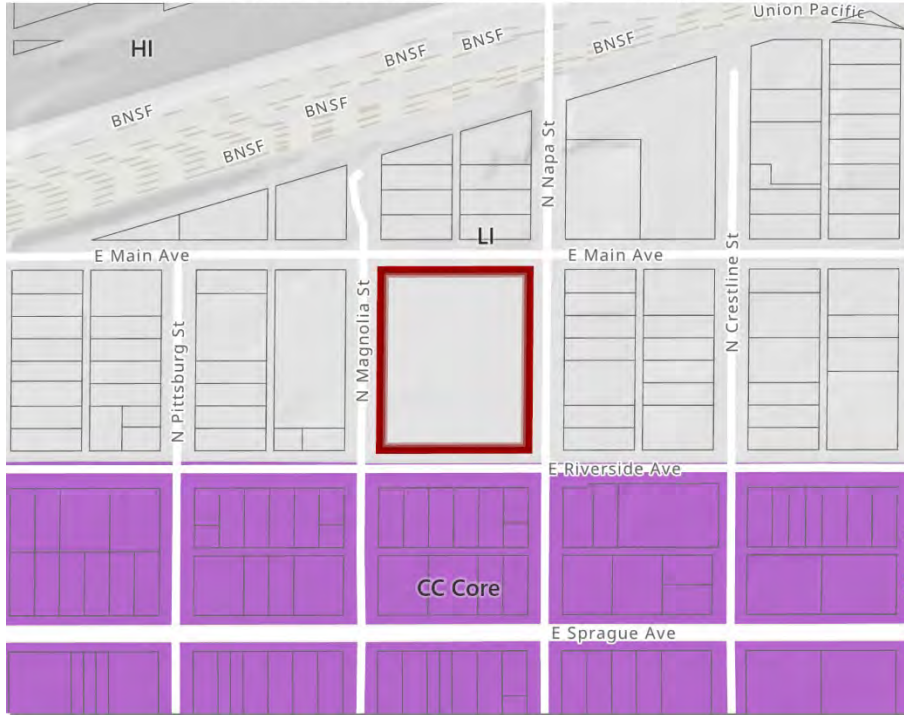 Union Pacific
HI
BNSF
BNSF
BNSF
BNSF
BNSF
BNSF
N Napa St
LI
E Main Ave
E Main Ave
N Pittsburg St
N Magnolia St
N Crestline St
E Riverside Ave
CC Core
E Sprague Ave